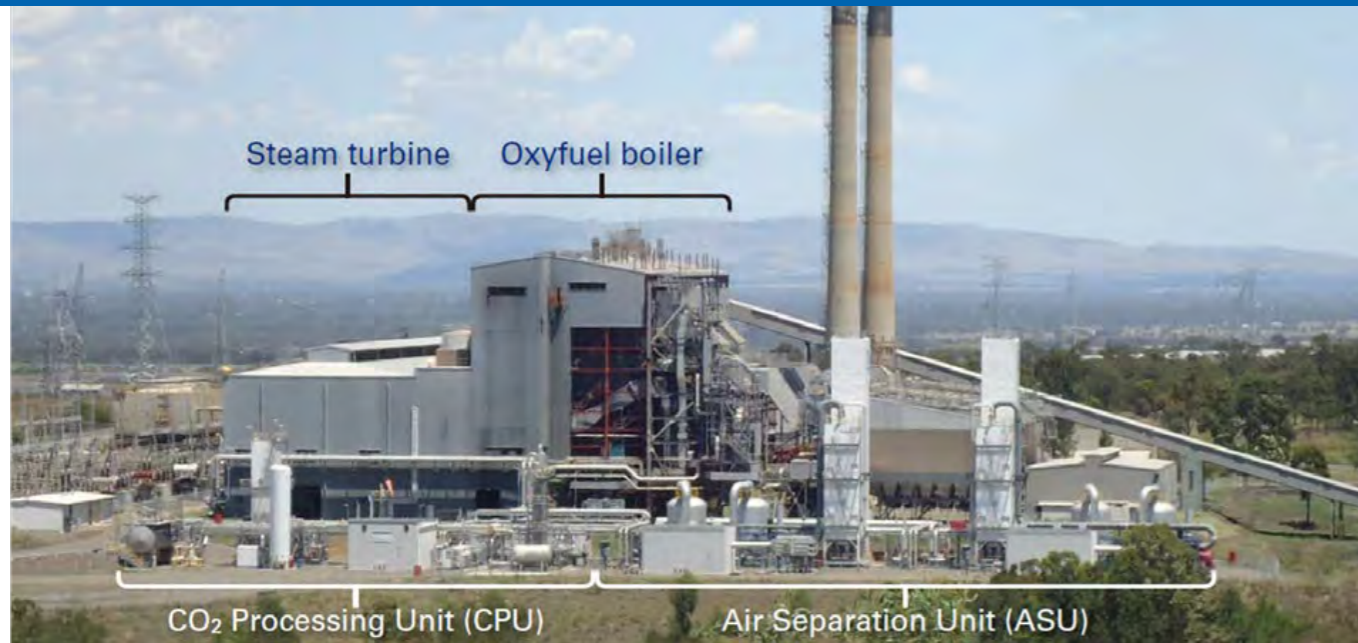 Steam turbine Oxyfuel boiler
CO₂ Processing Unit (CPU) Air Separation Unit (ASU)